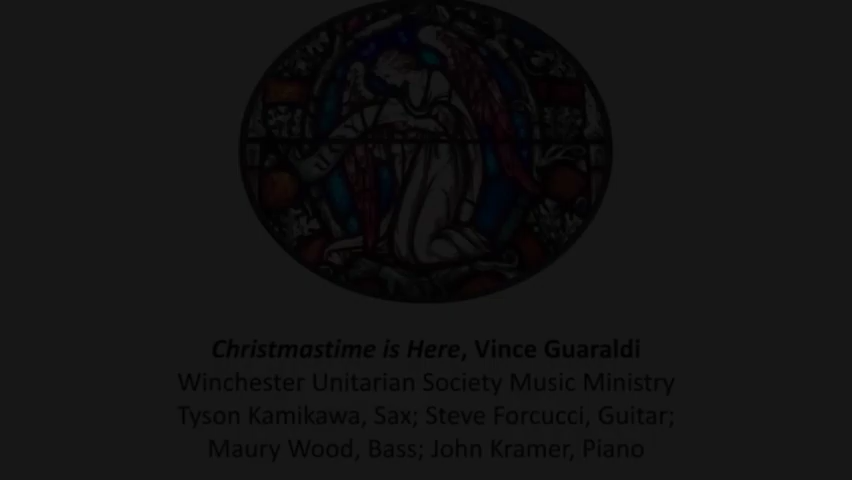 Christmastime is Here, Vince Guaraldi
Winchester Unitarian Society Music Ministry
Tyson Kamikawa, Sax; Steve Forcucci, Guitar;
Maury Wood, Bass; John Kramer, Piano